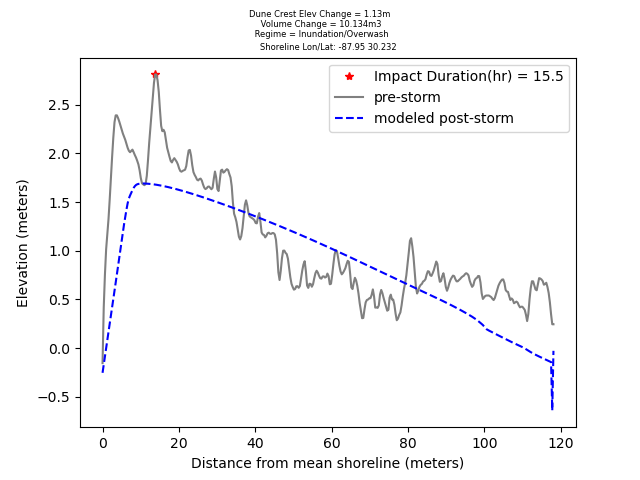 Dune Crest Elev Change = 1.13m
Volume Change = 10.134m3
Regime = Inundation/Overwash
Shoreline Lon/Lat: -87.95 30.232
Impact Duration(hr) = 15.5
pre-storm
modeled post-storm
Elevation (meters)
2.5
2.0
1.5
1.0
0.5
0.0
−0.5
0 20 40 60 80 100 120
Distance from mean shoreline (meters)